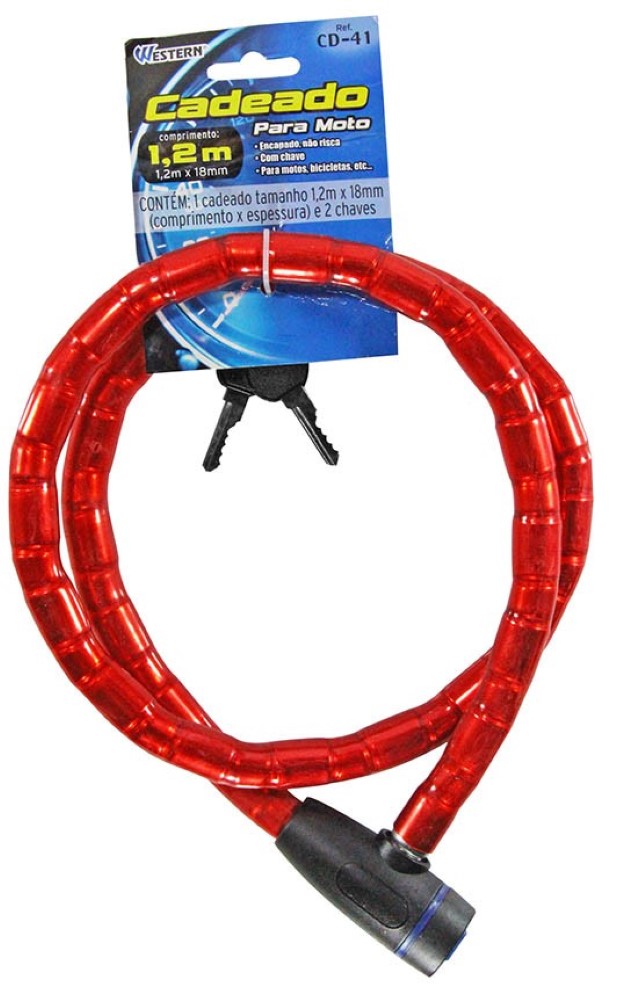 WESTERN
Ref.
CD-41
Cadeado
Para Moto
comprimento:
1,2m
1,2m x 18mm
• Encapado, não risca
• Com chave
• Para motos, bicicletas, etc...
CONTÉM: 1 cadeado tamanho 1,2m x 18mm
(comprimento x espessura) e 2 chaves